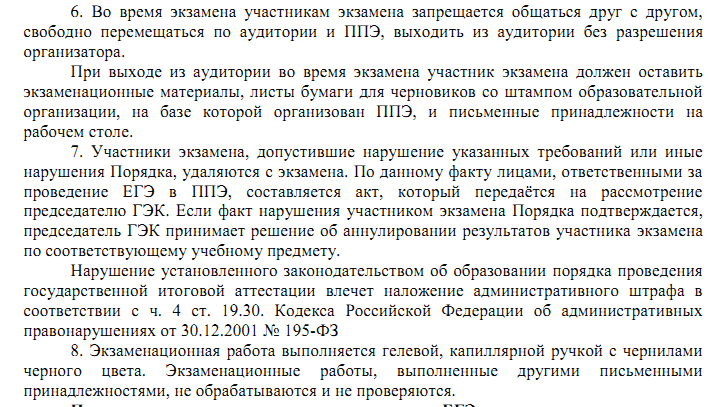 6. Во время экзамена участникам экзамена запрещается общаться друг с другом,
свободно перемещаться по аудитории и ППЭ, выходить из аудитории без разрешения
организатора.
При выходе из аудитории во время экзамена участник экзамена должен оставить
экзаменационные материалы, листы бумаги для черновиков со штампом образовательной
организации, на базе которой организован ППЭ, и письменные принадлежности на
рабочем столе.
7. Участники экзамена, допустившие нарушение указанных требований или иные
нарушения Порядка, удаляются с экзамена. По данному факту лицами, ответственными за
проведение ЕГЭ в ППЭ, составляется акт, который передаётся на рассмотрение
председателю ГЭК. Если факт нарушения участником экзамена Порядка подтверждается,
председатель ГЭК принимает решение об аннулировании результатов участника экзамена
по соответствующему учебному предмету.
Нарушение установленного законодательством об образовании порядка проведения
государственной итоговой аттестации влечет наложение административного штрафа в
соответствии с ч. 4 ст. 19.30. Кодекса Российской Федерации об административных
правонарушениях от 30.12.2001 № 195-ФЗ
8. Экзаменационная работа выполняется гелевой, капиллярной ручкой с чернилами
черного цвета. Экзаменационные работы, выполненные другими письменными
принадлежностями, не обрабатываются и не проверяются.